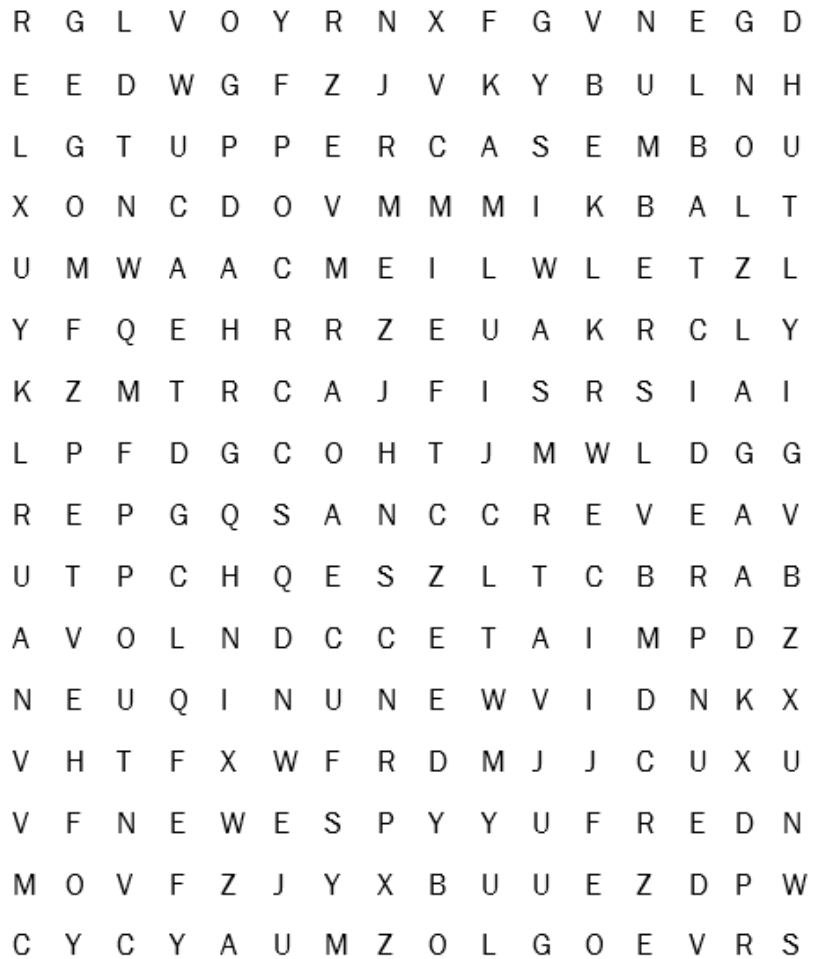 R G L V O Y R N X F G V N E G D
E E D W G F Z J V K Y B U L N H
L G T U P P E R C A S E M B O U
X O N C D O V M M M I K B A L T
U M W A A C M E I L W L E T Z L
Y F Q E H R R Z E U A K R C L Y
K Z M T R C A J F I S R S I A I
L P F D G C O H T J M W L D G G
R E P G Q S A N C C R E V E A V
U T P C H Q E S Z L T C B R A B
A V O L N D C C E T A I M P D Z
N E U Q I N U N E W V I D N K X
V H T F X W F R D M J J C U X U
V F N E W E S P Y Y U F R E D N
M O V F Z J Y X B U U E Z D P W
C Y C Y A U M Z O L G O E V R S